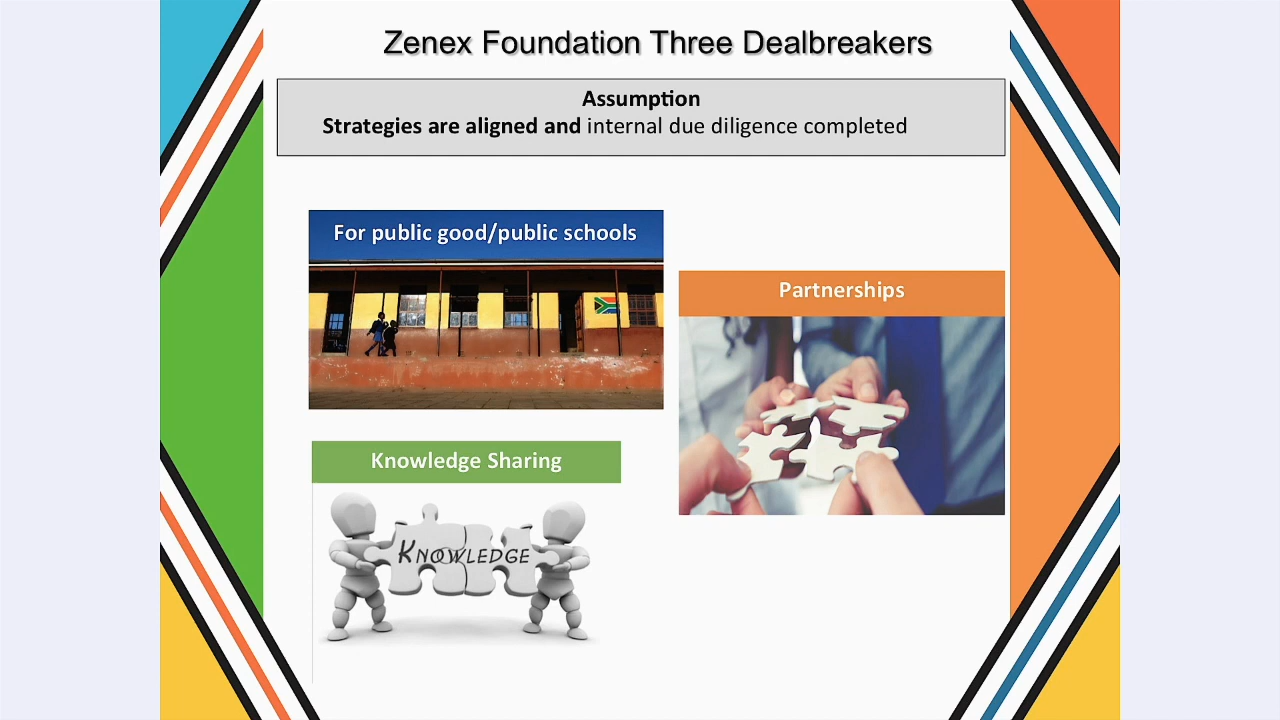 Zenex Foundation Three Dealbreakers
Assumption
Strategies are aligned and internal due diligence completed
For public good/public schools
Partnerships
Knowledge Sharing
KNOWLEDGE